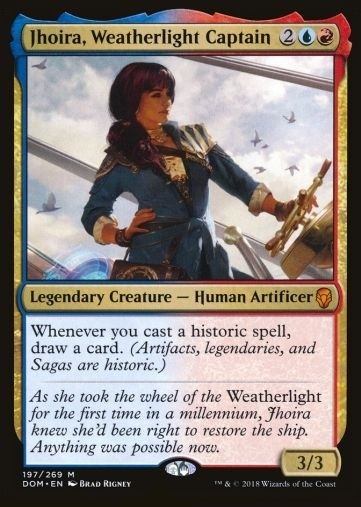 Jhoira, Weatherlight Captain 2
Legendary Creature — Human Artificer
Whenever you cast a historic spell,
draw a card. (Artifacts, legendaries, and
Sagas are historic.)
As she took the wheel of the Weatherlight
for the first time in a millennium, Jhoira
knew she'd been right to restore the ship.
Anything was possible now.
3/3
197/269 M
DOM • EN Brad Rigney
™ & © 2018 Wizards of the Coast